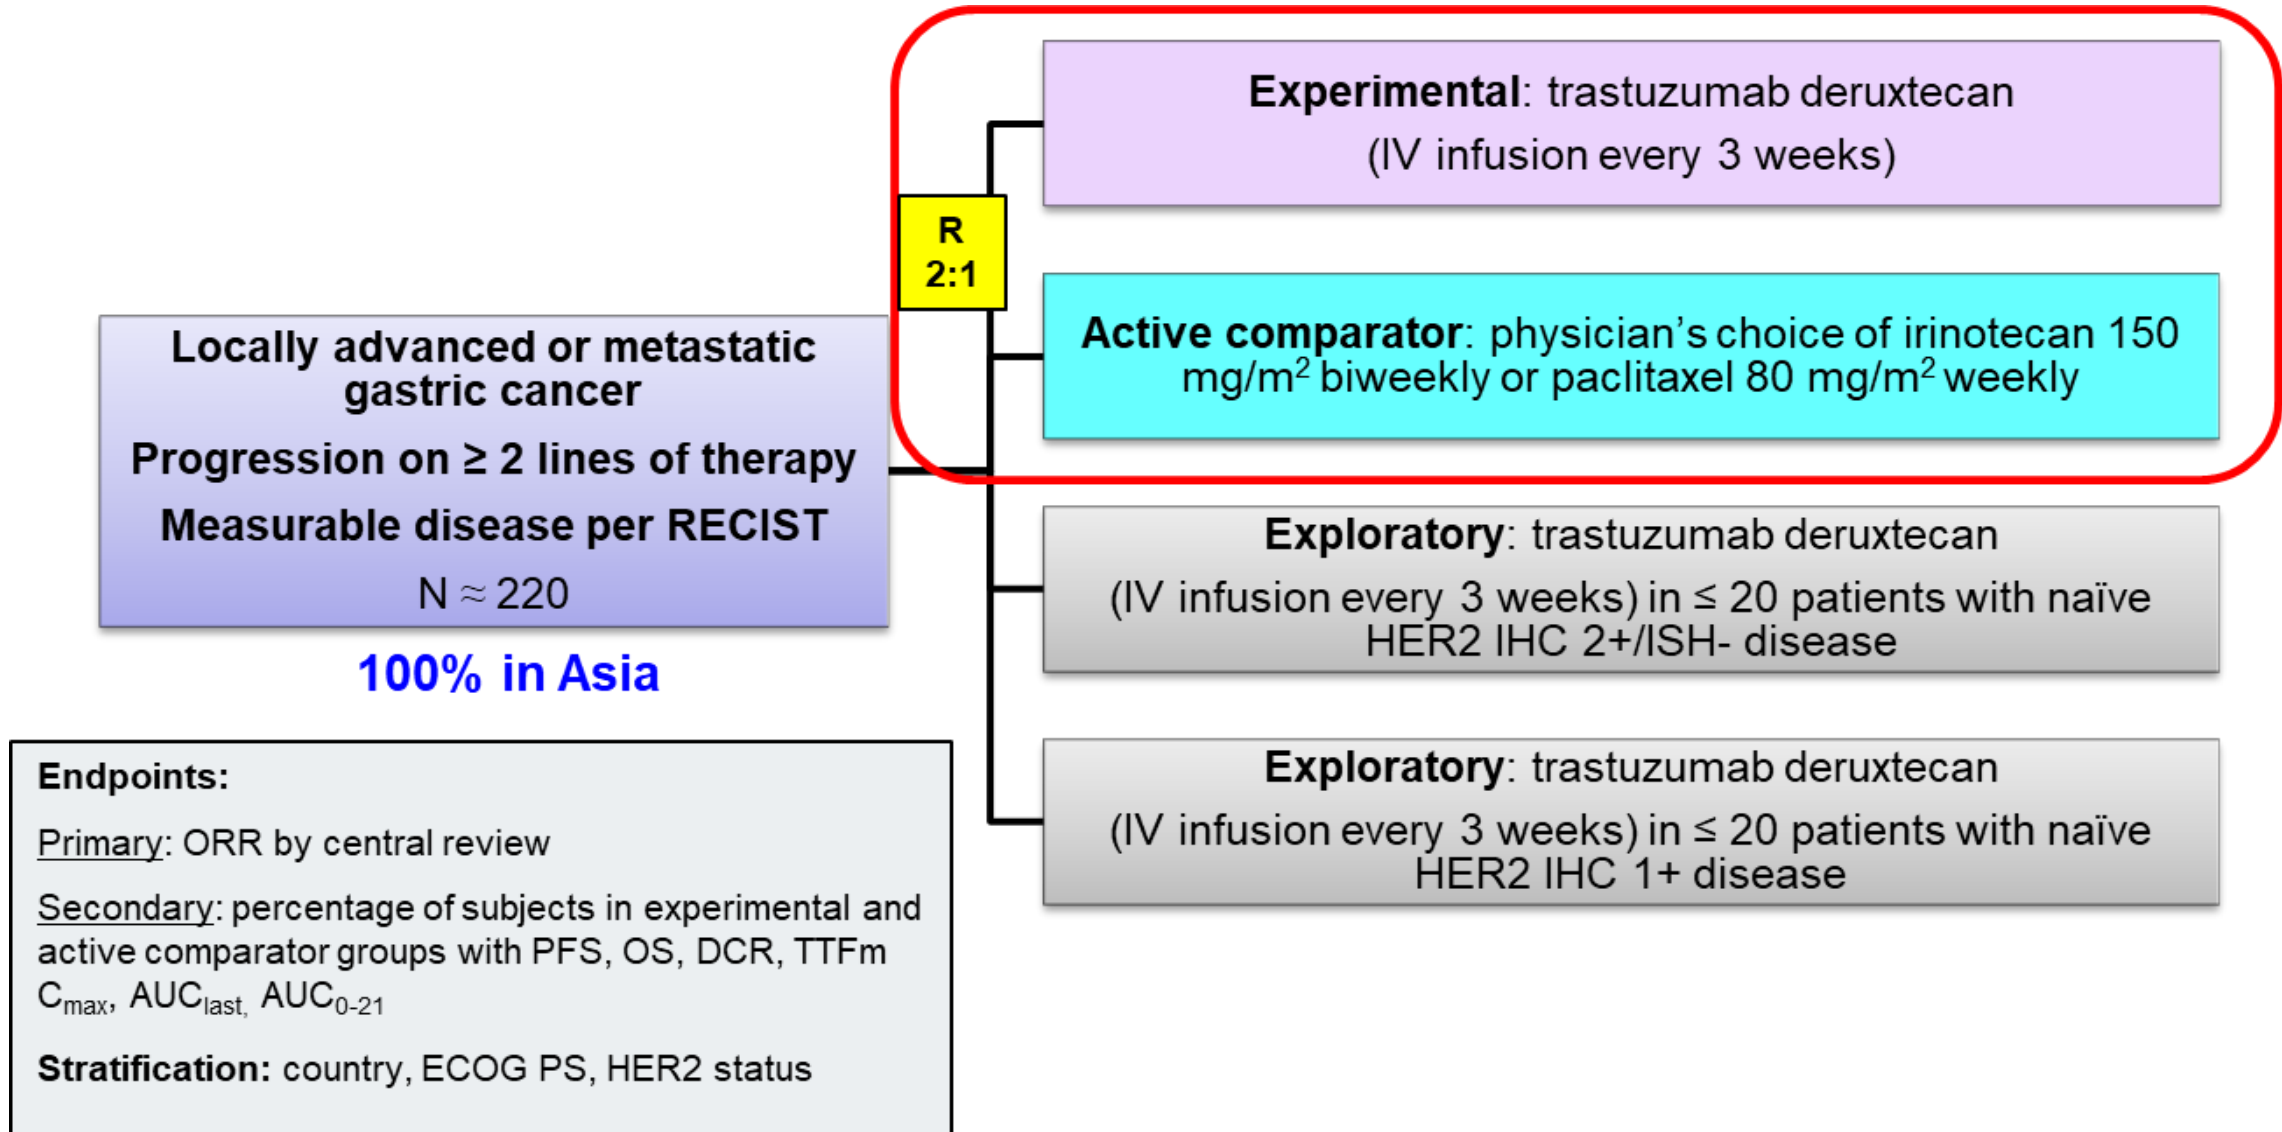 Experimental: trastuzumab deruxtecan
(IV infusion every 3 weeks)
R
2:1
Active comparator: physician’s choice of irinotecan 150
mg/m² biweekly or paclitaxel 80 mg/m² weekly
Locally advanced or metastatic
gastric cancer
Progression on ≥ 2 lines of therapy
Measurable disease per RECIST
N ≈ 220
100% in Asia
Exploratory: trastuzumab deruxtecan
(IV infusion every 3 weeks) in ≤ 20 patients with naïve
HER2 IHC 2+/ISH- disease
Exploratory: trastuzumab deruxtecan
(IV infusion every 3 weeks) in ≤ 20 patients with naïve
HER2 IHC 1+ disease
Endpoints:
Primary: ORR by central review
Secondary: percentage of subjects in experimental and
active comparator groups with PFS, OS, DCR, TTFm
Cmax, AUClast, AUC0-21
Stratification: country, ECOG PS, HER2 status